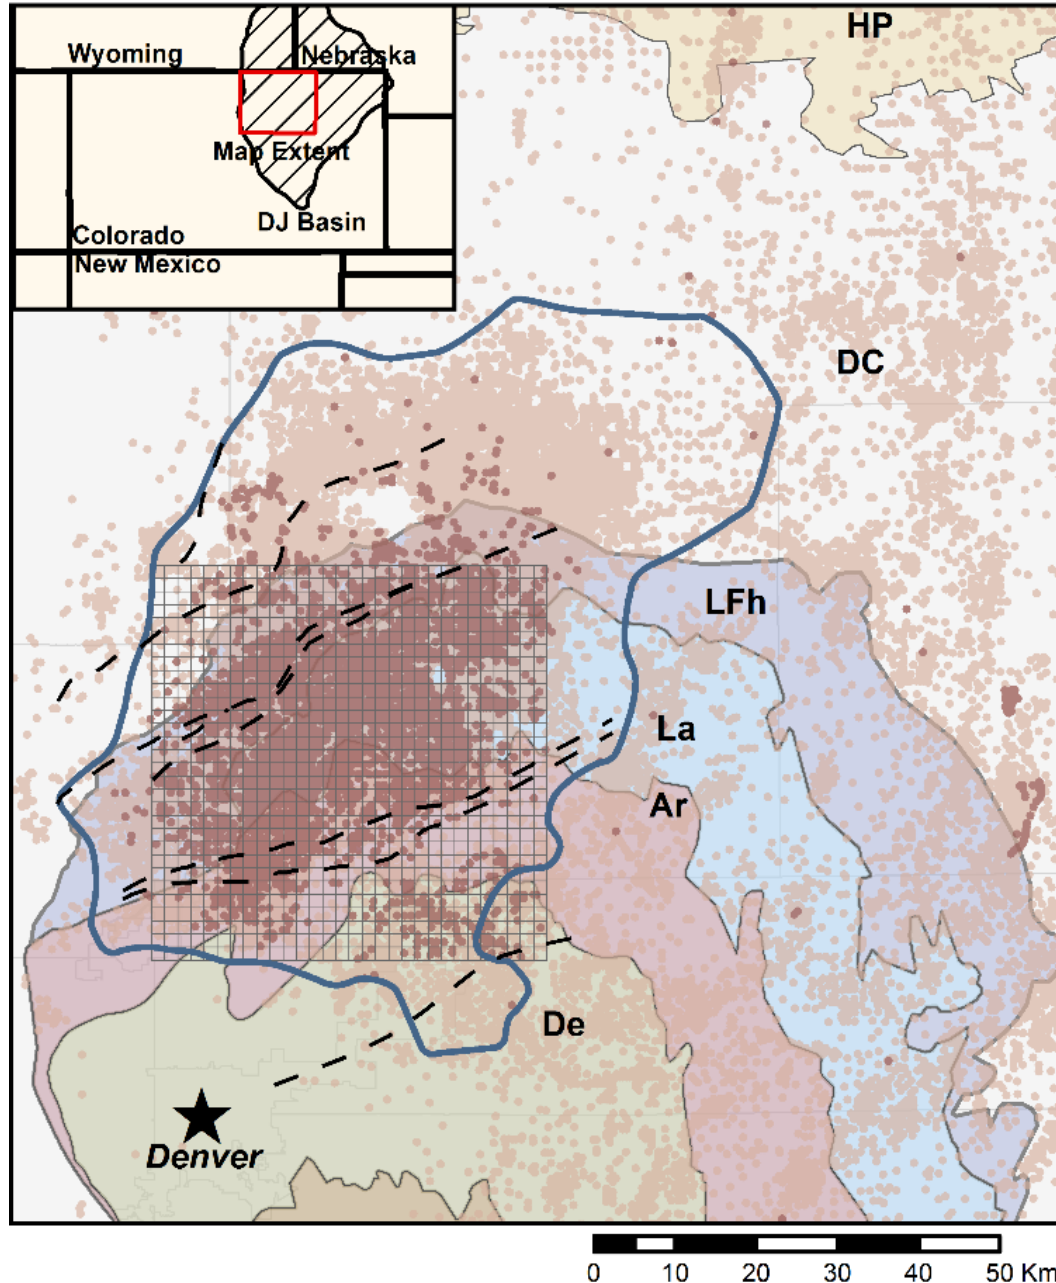 HP
Wyoming
Nebraska
Map Extent
DJ Basin
Colorado
New Mexico
DC
LFh
La
Ar
De
Denver
0 10 20 30 40 50 Km